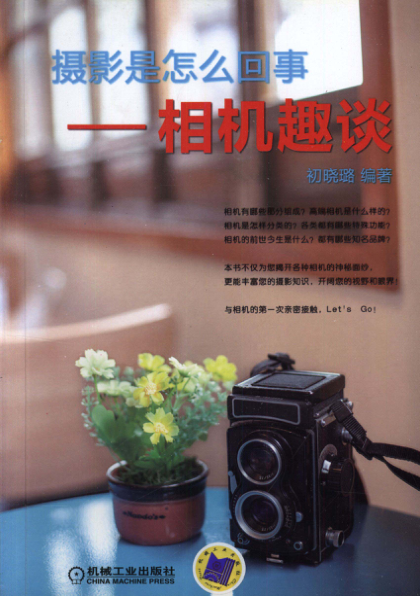 摄影是怎么回事
——相机趣谈
初晓璐 编著
相机有哪些部分组成？高端相机是什么样的？
相机是怎样分类的？各类都有哪些特殊功能？
相机的前世今生是什么？都有哪些知名品牌？
本书不仅为您揭开各种相机的神秘面纱，
更能丰富您的摄影知识，开阔您的视野和眼界！
与相机的第一次亲密接触，Let's Go！
机械工业出版社
CHINA MACHINE PRESS